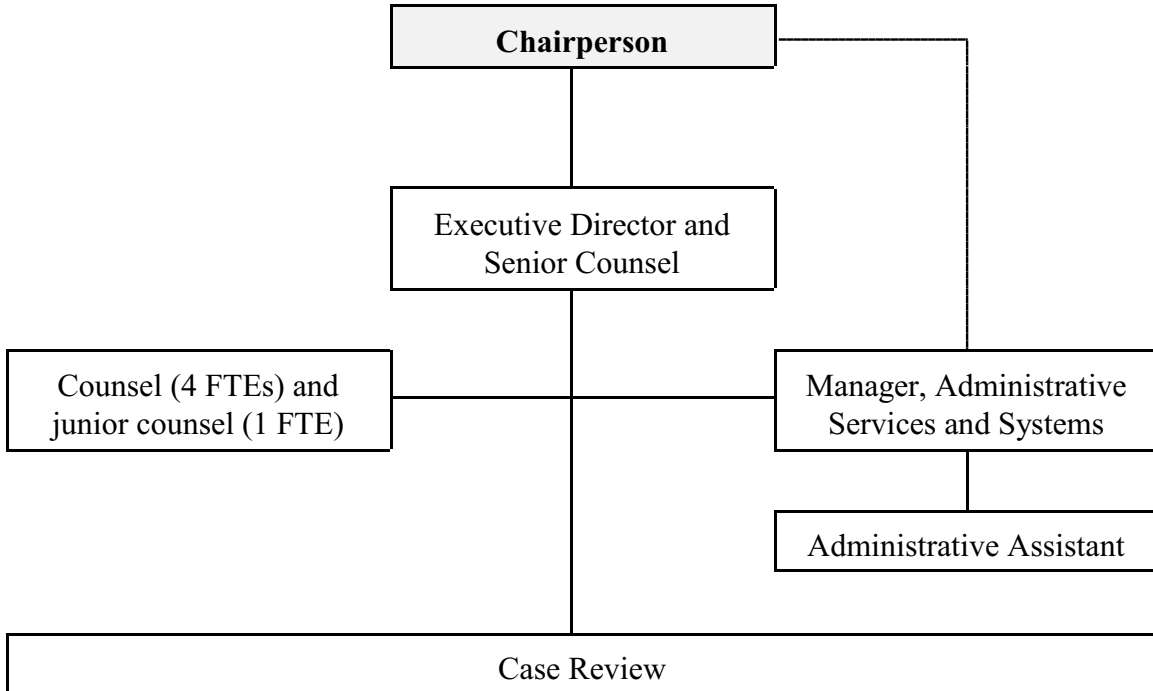 Chairperson
Executive Director and
Senior Counsel
Counsel (4 FTEs) and
junior counsel (1 FTE)
Manager, Administrative
Services and Systems
Administrative Assistant
Case Review